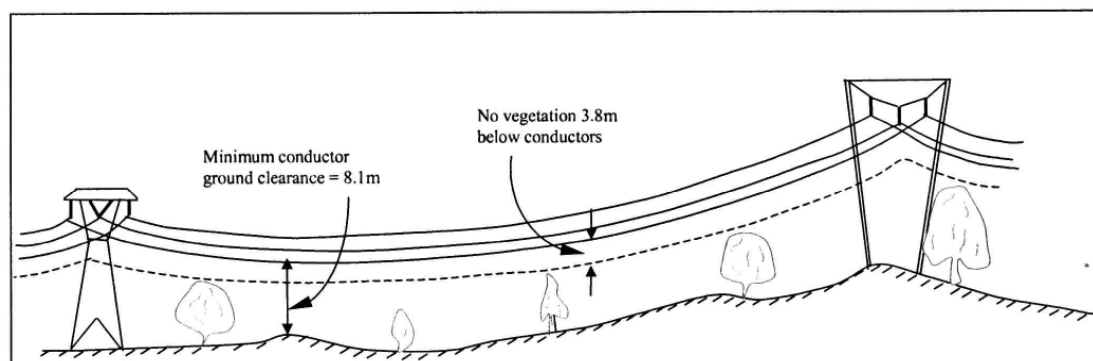 No vegetation 3.8m
below conductors
Minimum conductor
ground clearance = 8.1m